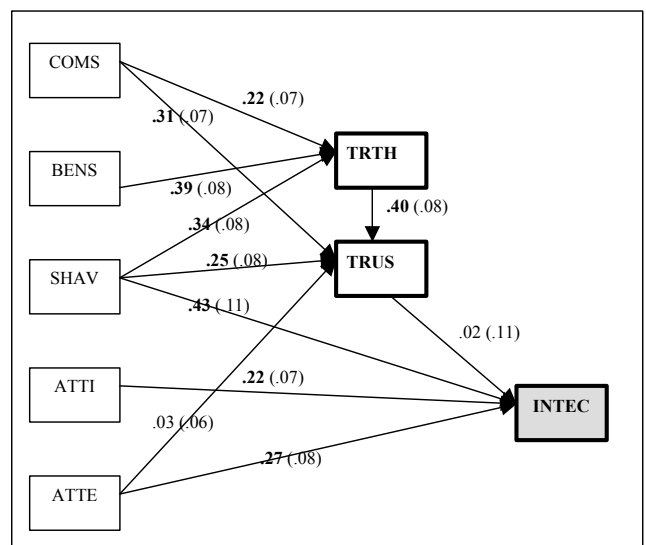 COMS
.22 (.07)
.31 (.07)
TRTH
BENS
.39 (.08)
.40 (.08)
.34 (.08)
TRUS
.25 (.08)
SHAV
.43 (.11)
.02 (.11)
ATTI
.22 (.07)
INTEC
.03 (.06)
.27 (.08)
ATTE